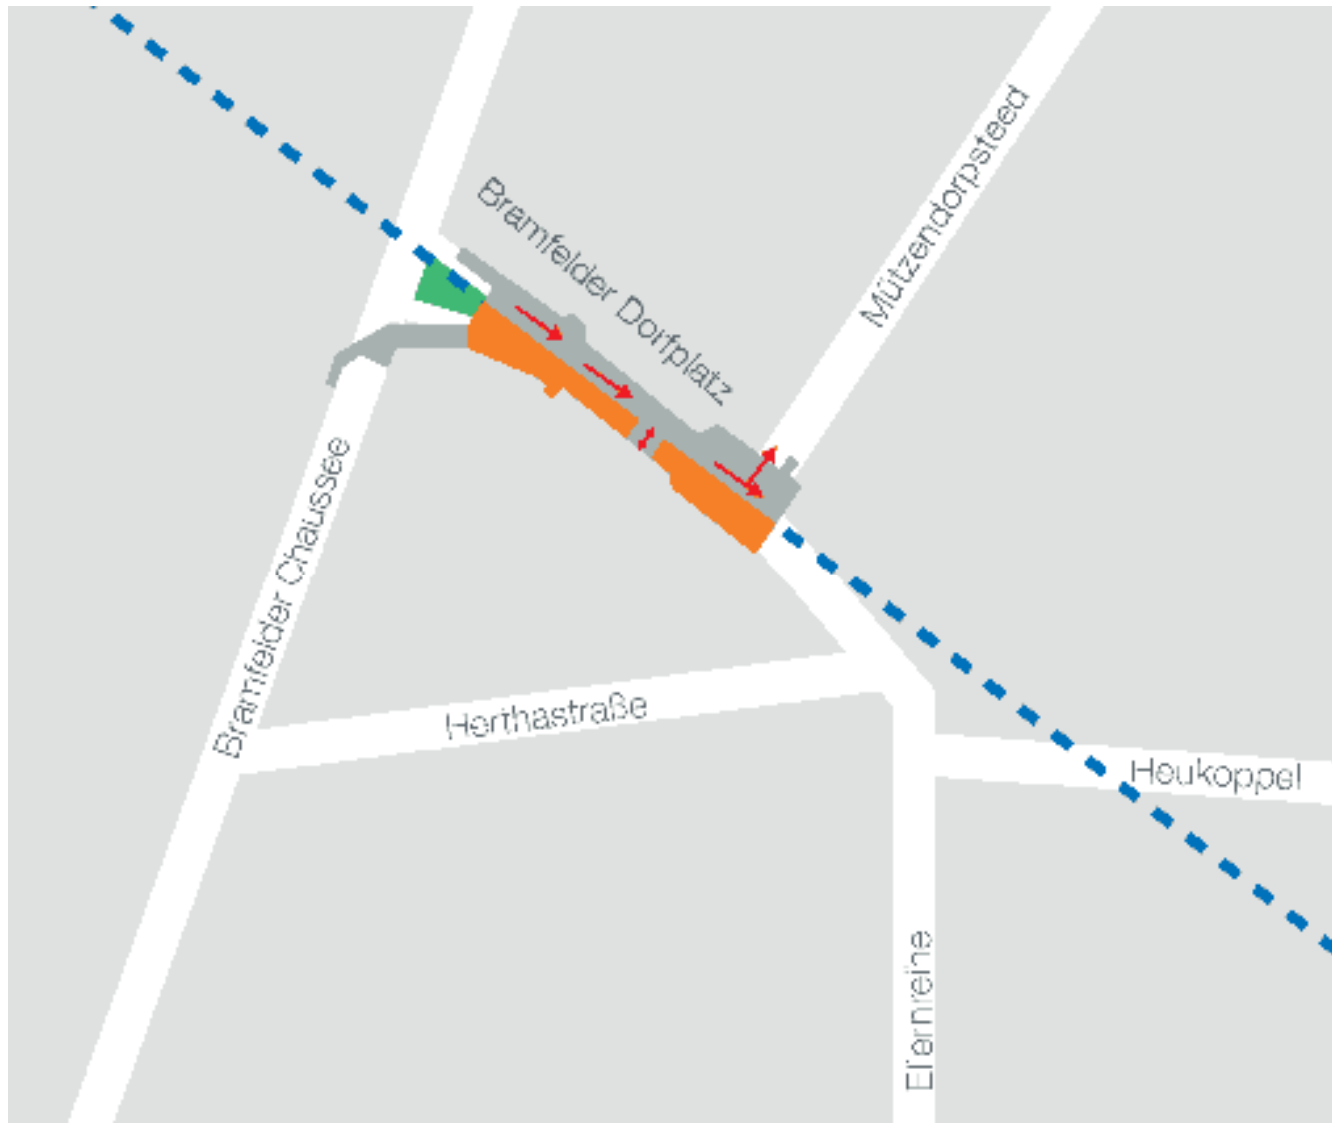 Bramfelder Dorfplatz
Mützendorpsteed
Bramfelder Chaussee
Herthastraße
Heukoppel
Ellernreihe